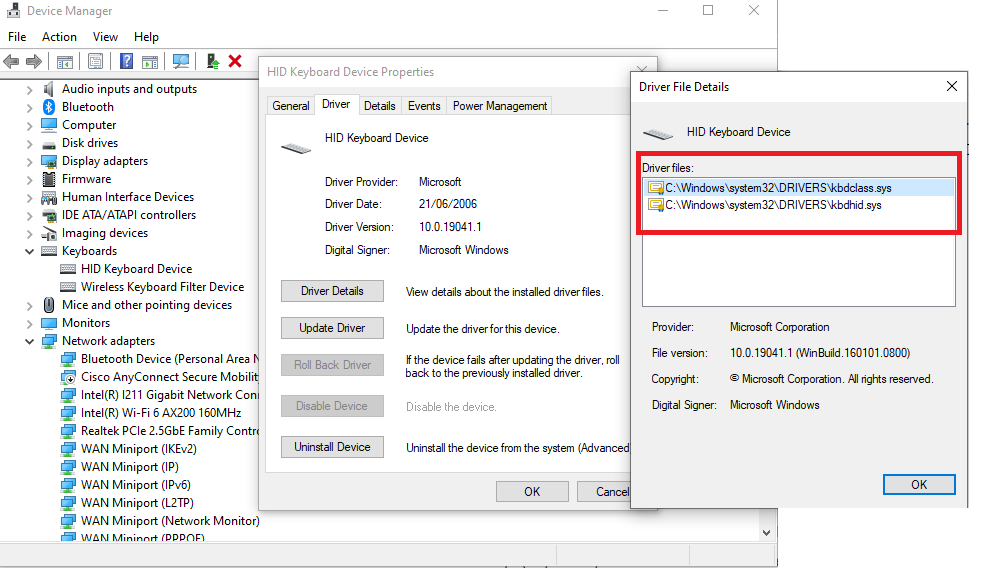 Device Manager
File Action View Help
Audio inputs and outputs
Bluetooth
Computer
Disk drives
Display adapters
Firmware
Human Interface Devices
IDE ATA/ATAPI controllers
Imaging devices
Keyboards
HID Keyboard Device
Wireless Keyboard Filter Device
Mice and other pointing devices
Monitors
Network adapters
Bluetooth Device (Personal Area N
Cisco AnyConnect Secure Mobility
Intel(R) I211 Gigabit Network Con
Intel(R) Wi-Fi 6 AX200 160MHz
Realtek PCIe 2.5GbE Family Contr
WAN Miniport (IKEv2)
WAN Miniport (IP)
WAN Miniport (IPv6)
WAN Miniport (L2TP)
WAN Miniport (Network Monitor)
WAN Miniport (PPPOE)
HID Keyboard Device Properties
General Driver Details Events Power Management
HID Keyboard Device
Driver Provider: Microsoft
Driver Date: 21/06/2006
Driver Version: 10.0.19041.1
Digital Signer: Microsoft Windows
Driver Details View details about the installed driver files.
Update Driver Update the driver for this device.
Roll Back Driver If the device fails after updating the driver, roll
back to the previously installed driver.
Disable Device Disable the device.
Uninstall Device Uninstall the device from the system (Advanced)
OK Cancel
Driver File Details
HID Keyboard Device
Driver files:
C:\Windows\system32\DRIVERS\kbdclass.sys
C:\Windows\system32\DRIVERS\kbdhid.sys
Provider: Microsoft Corporation
File version: 10.0.19041.1 (WinBuild.160101.0800)
Copyright: © Microsoft Corporation. All rights reserved.
Digital Signer: Microsoft Windows
OK